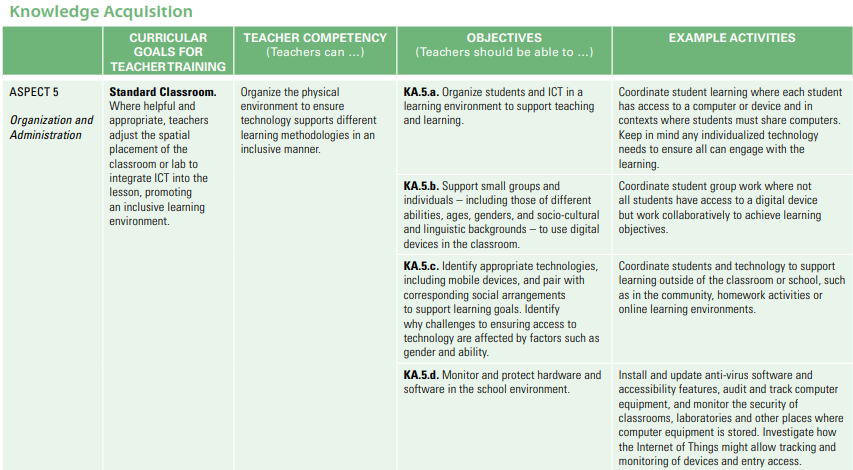 Knowledge Acquisition
CURRICULAR
GOALS FOR
TEACHER TRAINING
TEACHER COMPETENCY
(Teachers can …)
OBJECTIVES
(Teachers should be able to …)
EXAMPLE ACTIVITIES
ASPECT 5
Organization and
Administration
Standard Classroom.
Where helpful and
appropriate, teachers
adjust the spatial
placement of the
classroom or lab to
integrate ICT into the
lesson, promoting
an inclusive learning
environment.
Organize the physical
environment to ensure
technology supports different
learning methodologies in an
inclusive manner.
KA.5.a. Organize students and ICT in a
learning environment to support teaching
and learning.
Coordinate student learning where each student
has access to a computer or device and in
contexts where students must share computers.
Keep in mind any individualized technology
needs to ensure all can engage with the
learning.
KA.5.b. Support small groups and
individuals – including those of different
abilities, ages, genders, and socio-cultural
and linguistic backgrounds – to use digital
devices in the classroom.
Coordinate student group work where not
all students have access to a digital device
but work collaboratively to achieve learning
objectives.
KA.5.c. Identify appropriate technologies,
including mobile devices, and pair with
corresponding social arrangements
to support learning goals. Identify
why challenges to ensuring access to
technology are affected by factors such as
gender and ability.
Coordinate students and technology to support
learning outside of the classroom or school, such
as in the community, homework activities or
online learning environments.
KA.5.d. Monitor and protect hardware and
software in the school environment.
Install and update anti-virus software and
accessibility features, audit and track computer
equipment, and monitor the security of
classrooms, laboratories and other places where
computer equipment is stored. Investigate how
the Internet of Things might allow tracking and
monitoring of devices and entry access.